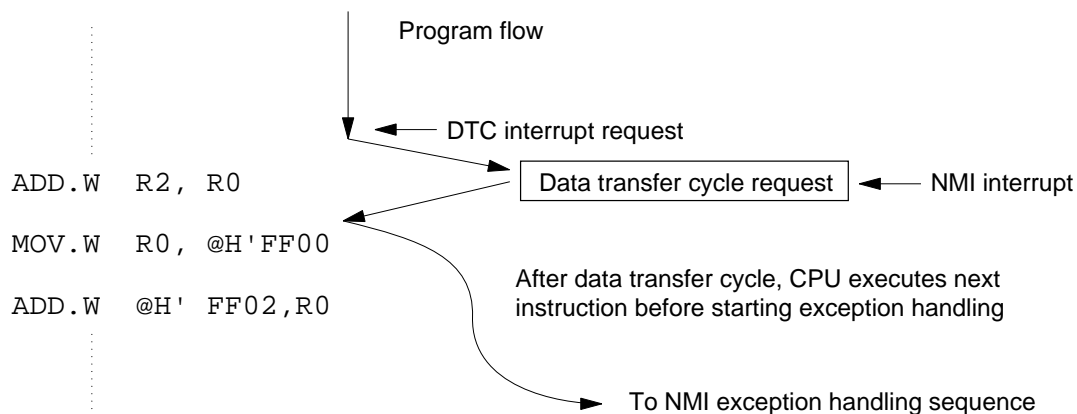 Program flow
DTC interrupt request
ADD.W R2, R0
Data transfer cycle request
NMI interrupt
MOV.W R0, @H'FF00
After data transfer cycle, CPU executes next
instruction before starting exception handling
ADD.W @H' FF02,R0
To NMI exception handling sequence